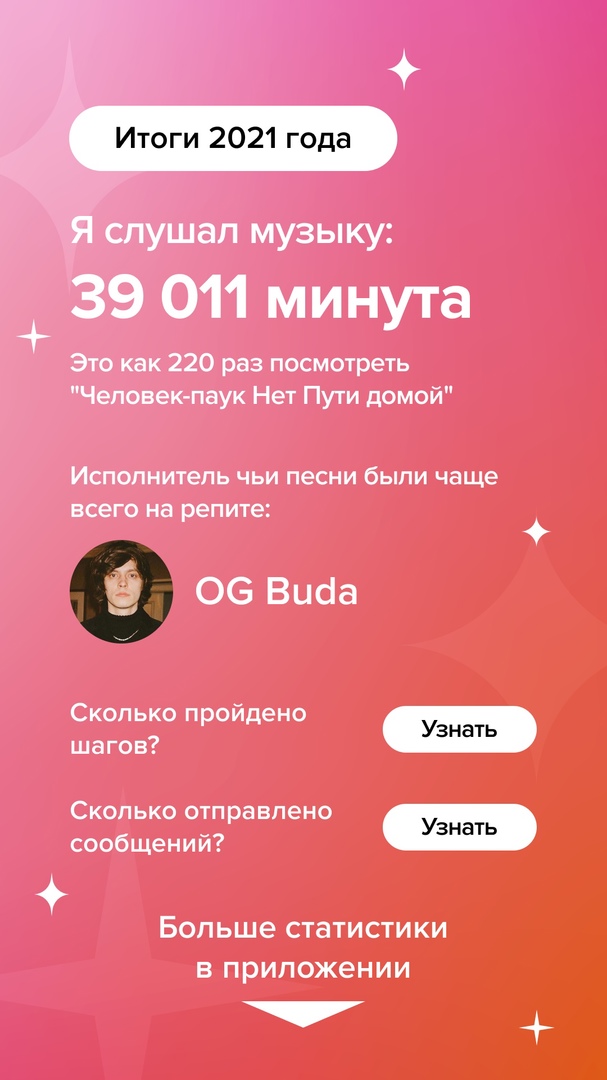 Итоги 2021 года
Я слушал музыку:
39 011 минута
Это как 220 раз посмотреть
"Человек-паук Нет Пути домой"
Исполнитель чьи песни были чаще
всего на репите:
OG Buda
Сколько пройдено
шагов?
Узнать
Сколько отправлено
сообщений?
Узнать
Больше статистики
в приложении